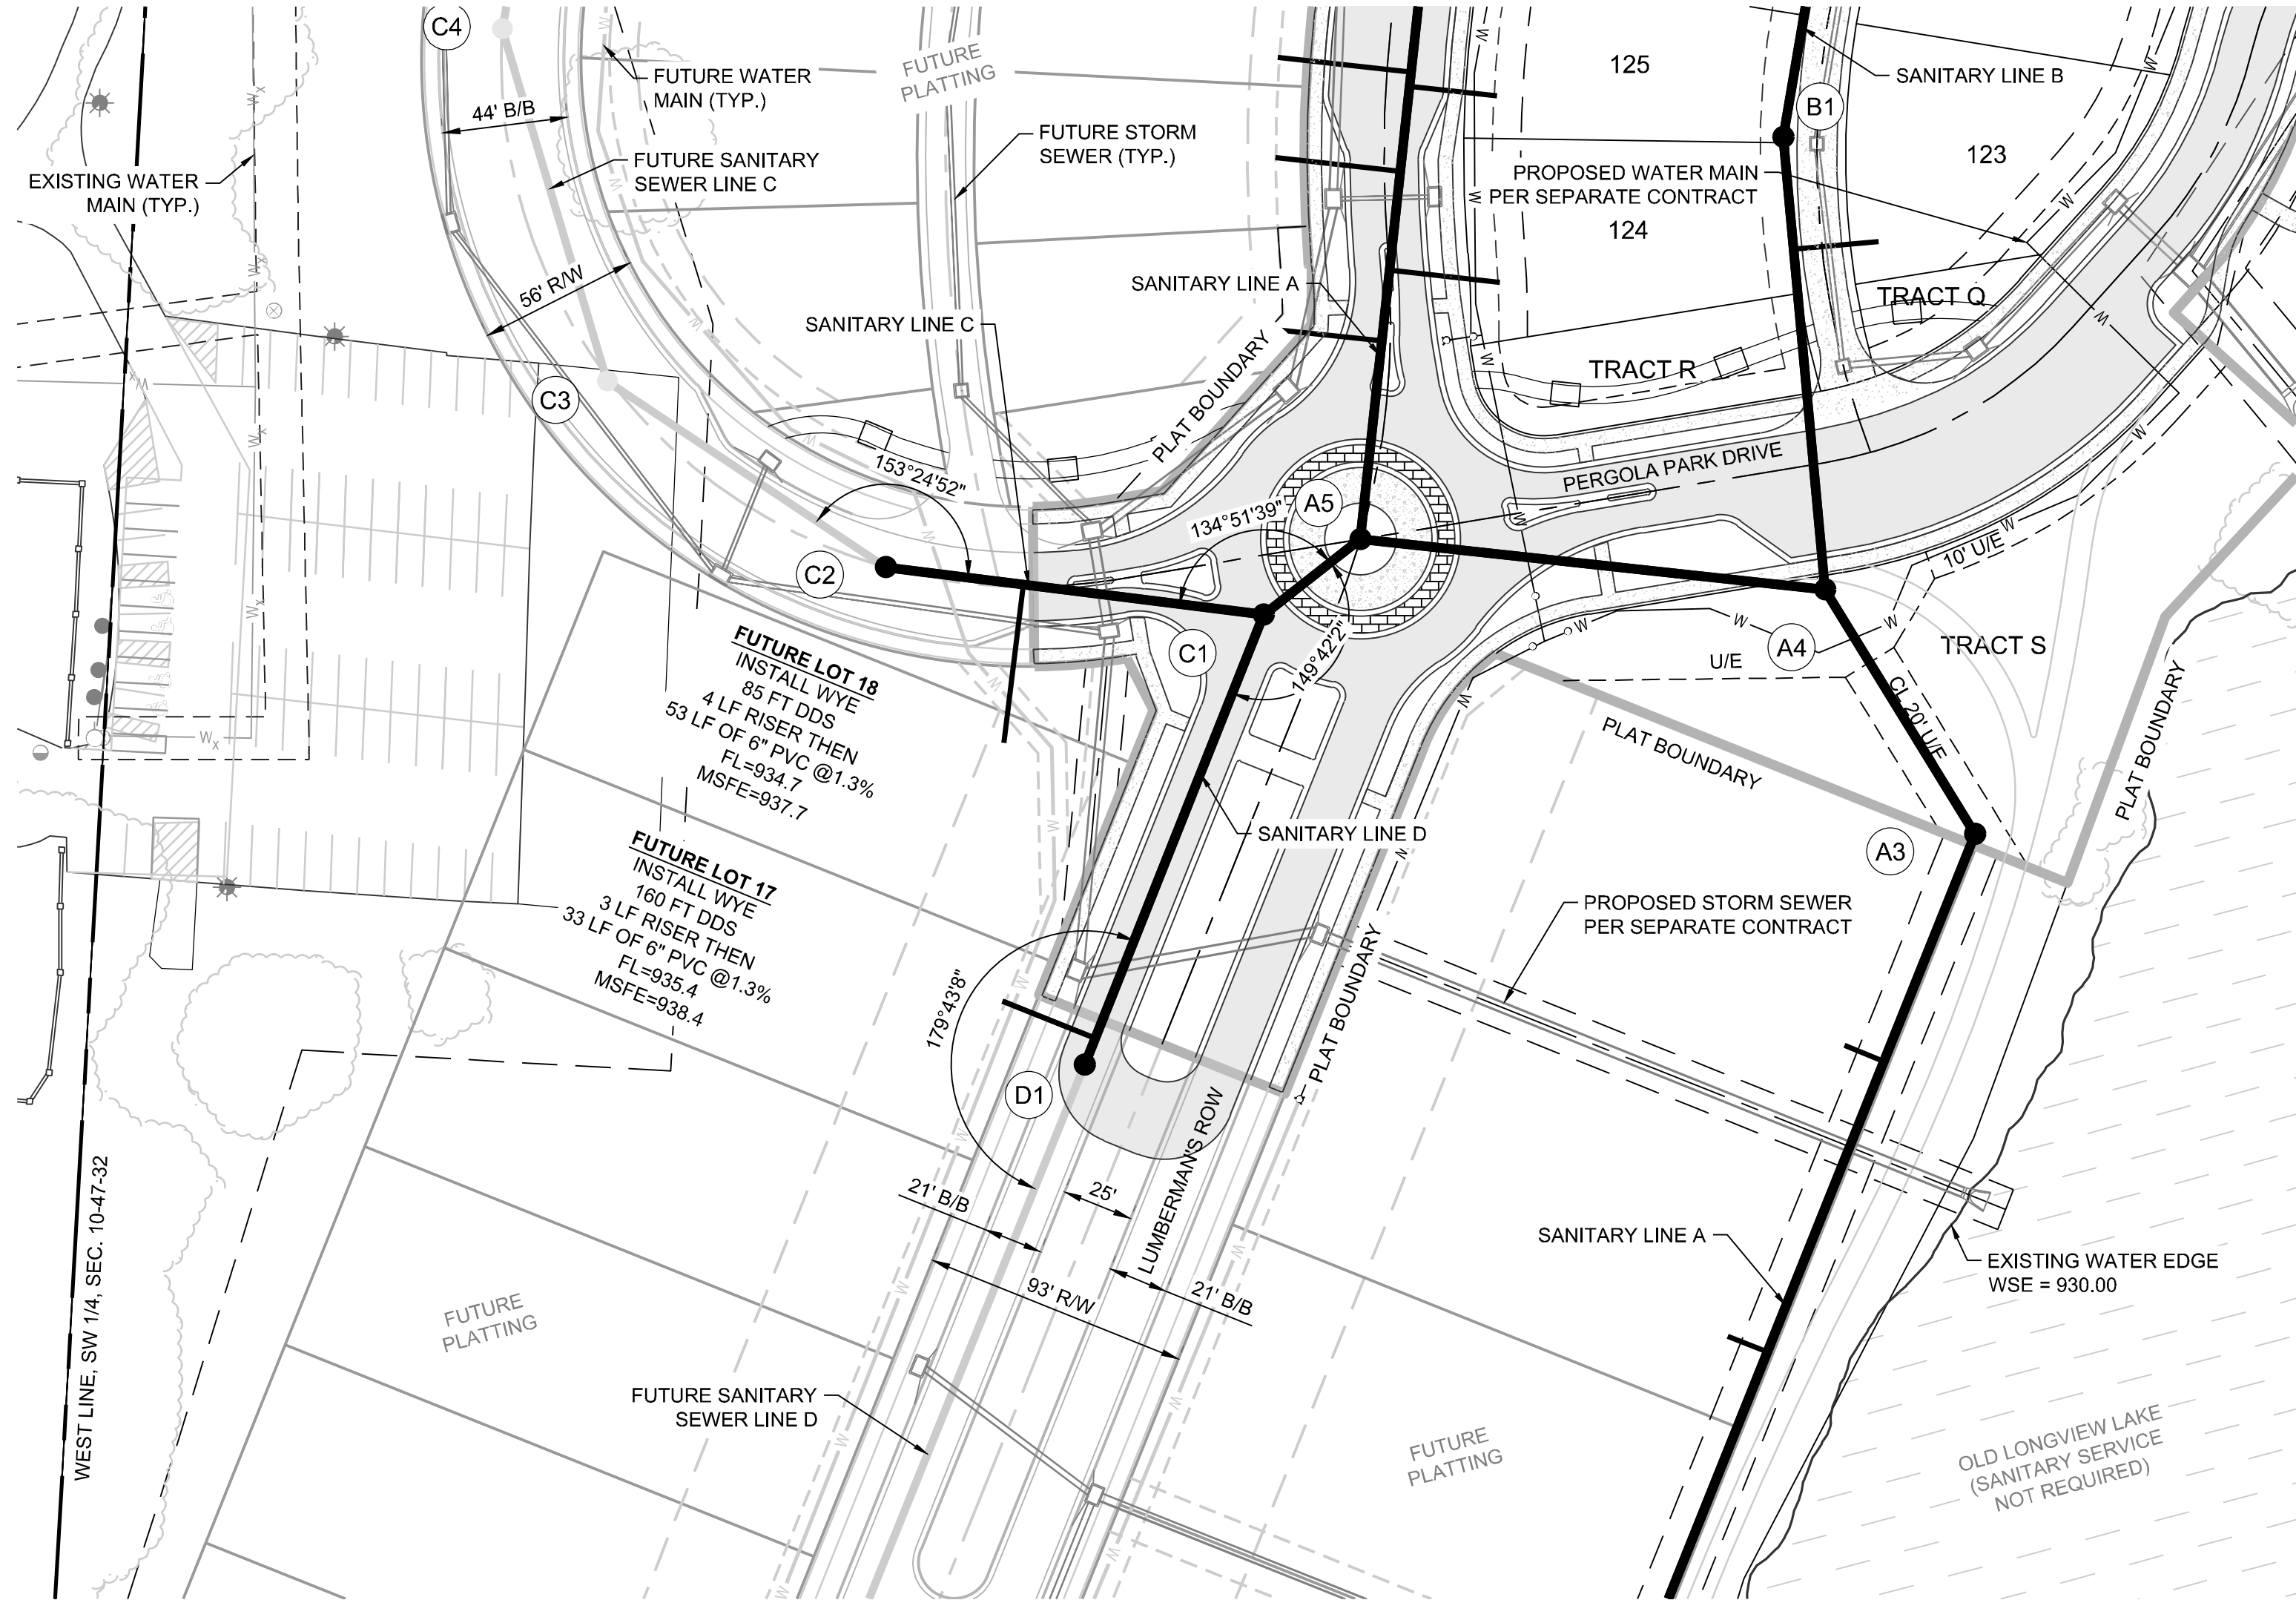 C4
44' B/B
FUTURE WATER
MAIN (TYP.)
FUTURE
PLATTING
125
SANITARY LINE B
B1
FUTURE STORM
SEWER (TYP.)
123
FUTURE SANITARY
SEWER LINE C
EXISTING WATER
MAIN (TYP.)
PROPOSED WATER MAIN
PER SEPARATE CONTRACT
124
56' R/W
SANITARY LINE A
TRACT Q
SANITARY LINE C
PLAT BOUNDARY
TRACT R
C3
153°24'52"
PERGOLA PARK DRIVE
134°51'39"
A5
10' U/E
C2
C1
149°42'2"
U/E
A4
TRACT S
CL 20' U/E
FUTURE LOT 18
INSTALL WYE
85 FT DDS
4 LF RISER THEN
53 LF OF 6" PVC @1.3%
FL=934.7
MSFE=937.7
PLAT BOUNDARY
PLAT BOUNDARY
SANITARY LINE D
A3
FUTURE LOT 17
INSTALL WYE
160 FT DDS
3 LF RISER THEN
33 LF OF 6" PVC @1.3%
FL=935.4
MSFE=938.4
PROPOSED STORM SEWER
PER SEPARATE CONTRACT
179°43'8"
PLAT BOUNDARY
D1
LUMBERMAN'S ROW
21' B/B
25'
SANITARY LINE A
EXISTING WATER EDGE
WSE = 930.00
93' R/W
21' B/B
WEST LINE, SW 1/4, SEC. 10-47-32
FUTURE
PLATTING
FUTURE SANITARY
SEWER LINE D
FUTURE
PLATTING
OLD LONGVIEW LAKE
(SANITARY SERVICE
NOT REQUIRED)